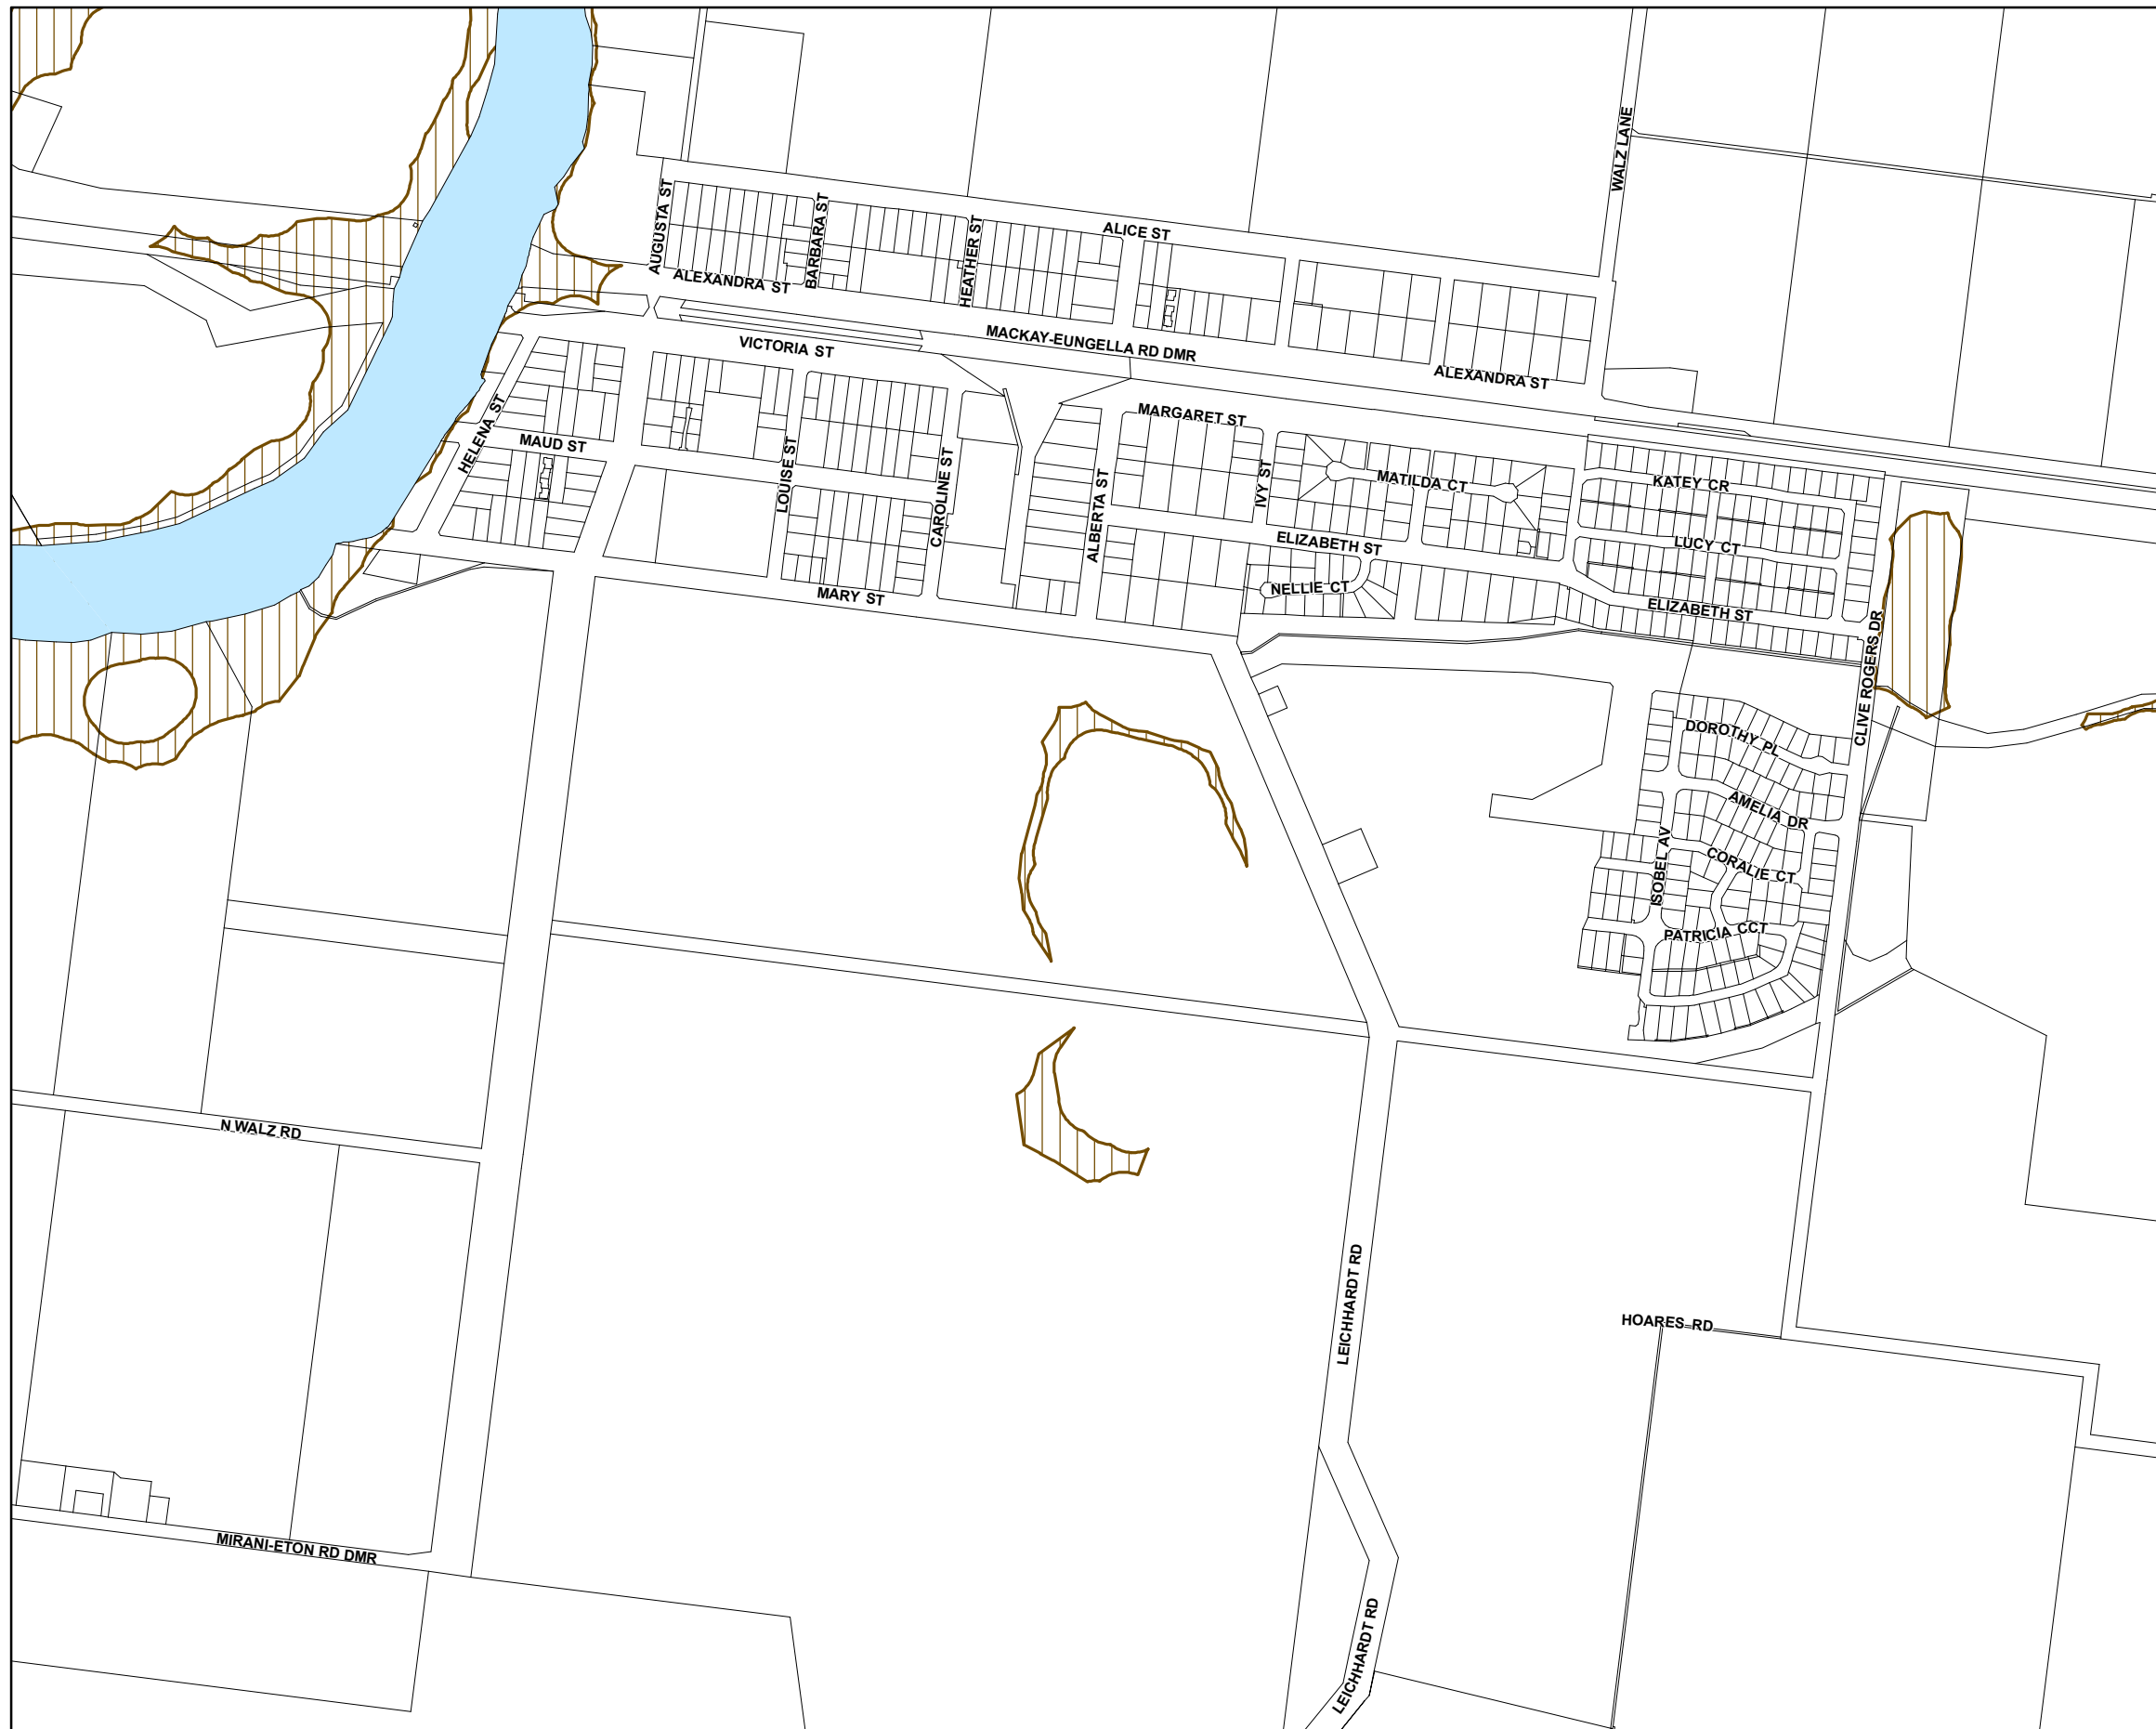 WALZ LANE
AUGUSTA ST
BARBARA ST
HEATHER ST
ALICE ST
ALEXANDRA ST
MACKAY-EUNGELLA RD DMR
VICTORIA ST
ALEXANDRA ST
HELENA ST
MAUD ST
LOUISE ST
CAROLINE ST
ALBERTA ST
MARGARET ST
IVY ST
MATILDA CT
KATEY CR
ELIZABETH ST
LUCY CT
NELLIE CT
MARY ST
ELIZABETH ST
CLIVE ROGERS DR
DOROTHY PL
AMELIA DR
ISOBEL AV
CORALIE CT
PATRICIA CCT
N WALZ RD
LEICHHARDT RD
HOARES RD
MIRANI-ETON RD DMR
LEICHHARDT RD